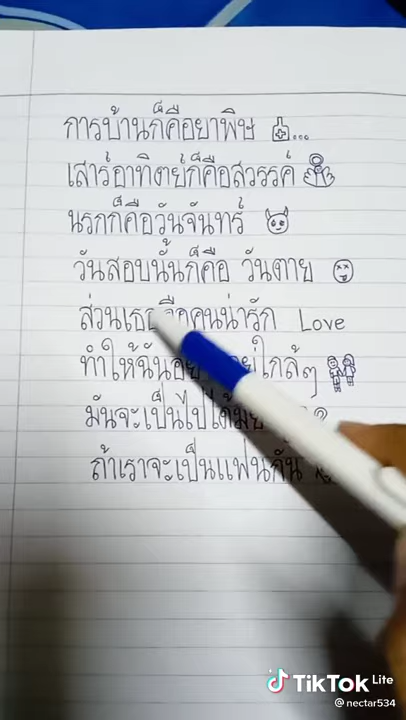 การบ้านก็คือยาพิษ ...
เสาร์อาทิตย์ก็คือสวรรค์
นรกก็คือวันจันทร์
วันสอบนั้นก็คือ วันตาย
ส่วนเธอคือคนน่ารัก Love
ทำให้ฉัน ใกล้ๆ
มันจะเป็นไปได้
ถ้าเราจะเป็นแฟนกัน
TikTok Lite
@nectar534